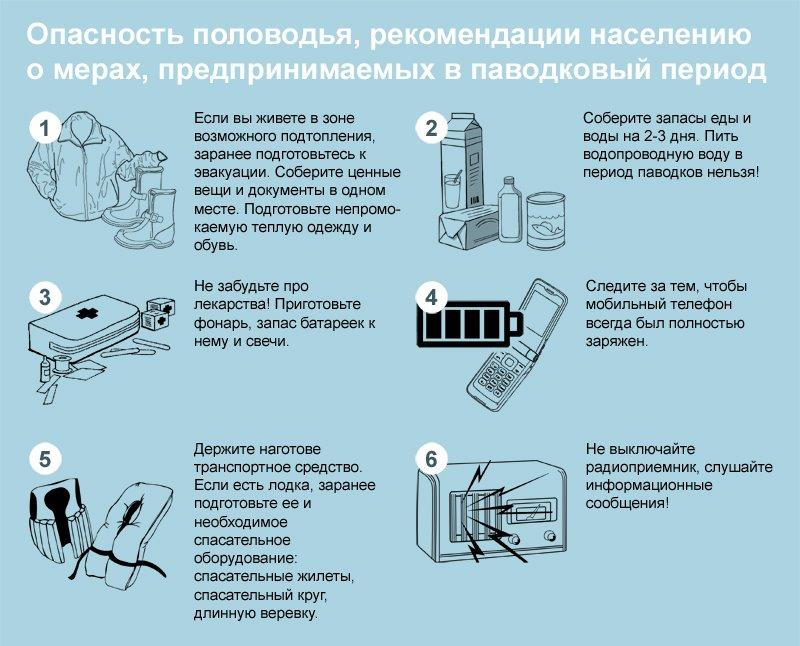 Опасность половодья, рекомендации населению
о мерах, предпринимаемых в паводковый период
1
Если вы живете в зоне
возможного подтопления,
заранее подготовьтесь к
эвакуации. Соберите ценные
вещи и документы в одном
месте. Подготовьте непромо-
каемую теплую одежду и
обувь.
2
Соберите запасы еды и
воды на 2-3 дня. Пить
водопроводную воду в
период паводков нельзя!
3
Не забудьте про
лекарства! Приготовьте
фонарь, запас батареек к
нему и свечи.
4
Следите за тем, чтобы
мобильный телефон
всегда был полностью
заряжен.
5
Держите наготове
транспортное средство.
Если есть лодка, заранее
подготовьте ее и
необходимое
спасательное
оборудование:
спасательные жилеты,
спасательный круг,
длинную веревку.
6
Не выключайте
радиоприемник, слушайте
информационные
сообщения!